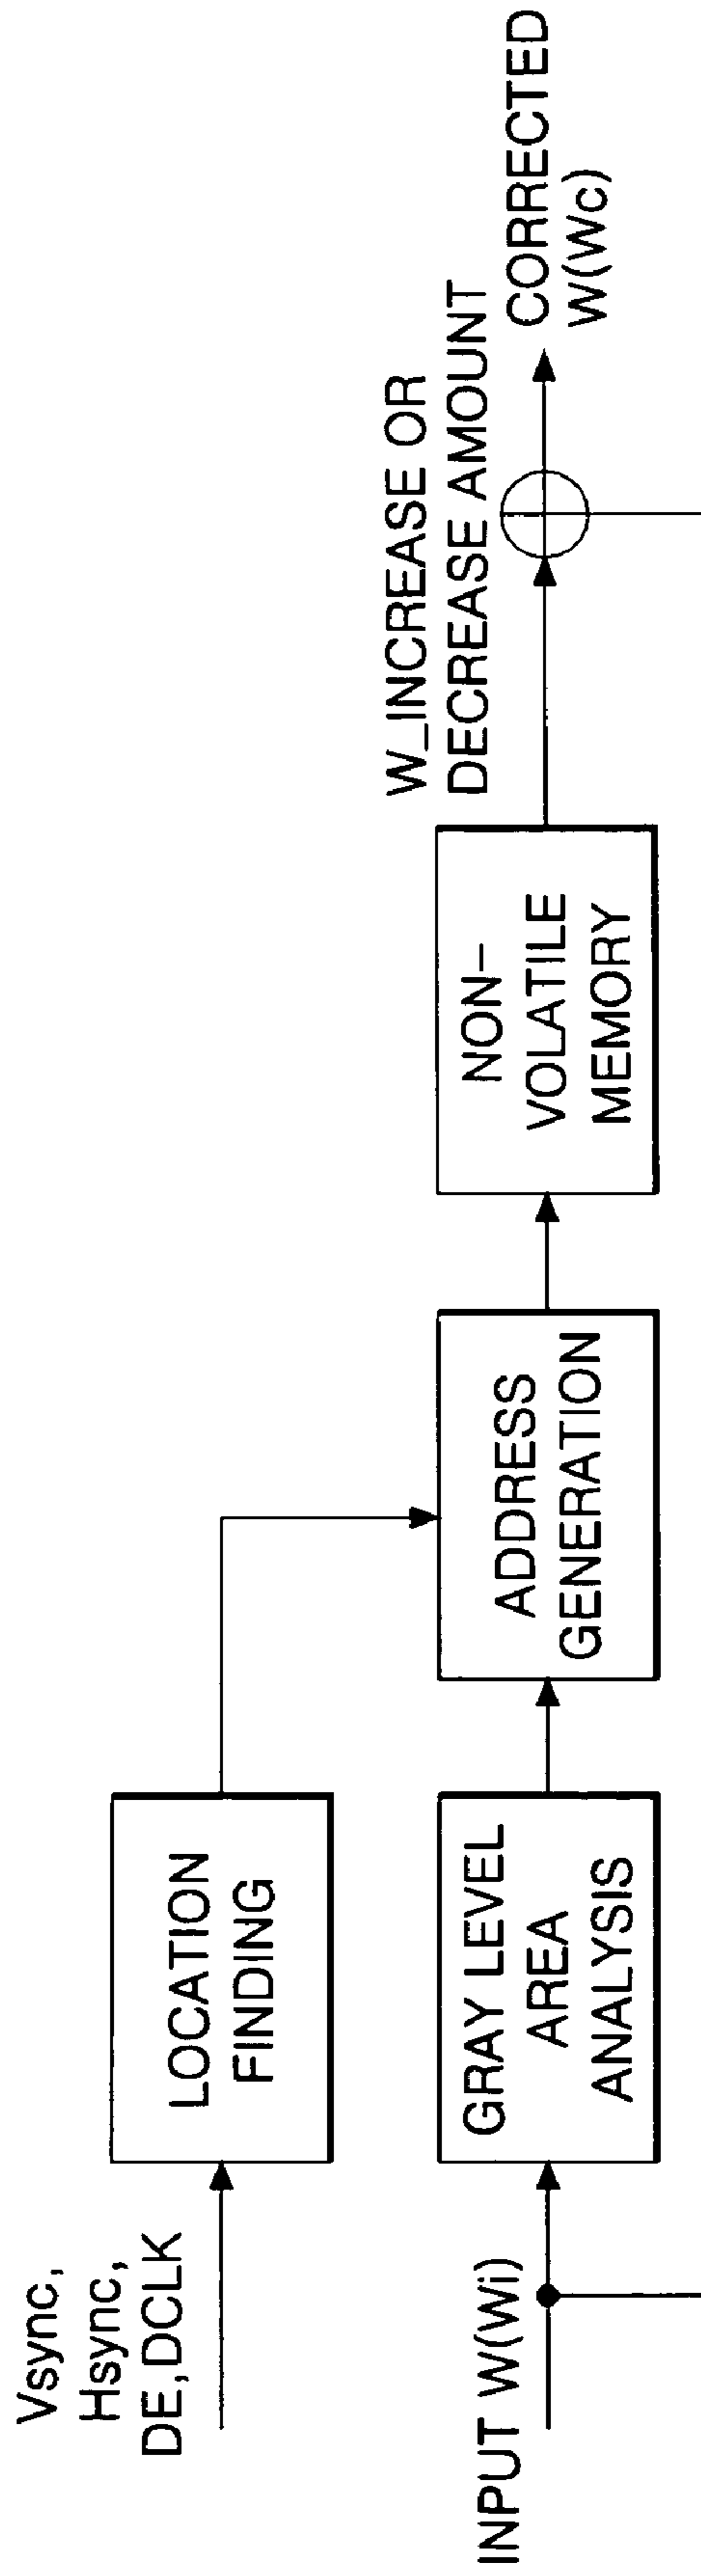 Vsync,
Hsync,
DE,DCLK
LOCATION
FINDING
INPUT W(Wi)
GRAY LEVEL
AREA
ANALYSIS
ADDRESS
GENERATION
NON-
VOLATILE
MEMORY
W_INCREASE OR
DECREASE AMOUNT
CORRECTED
W(Wc)